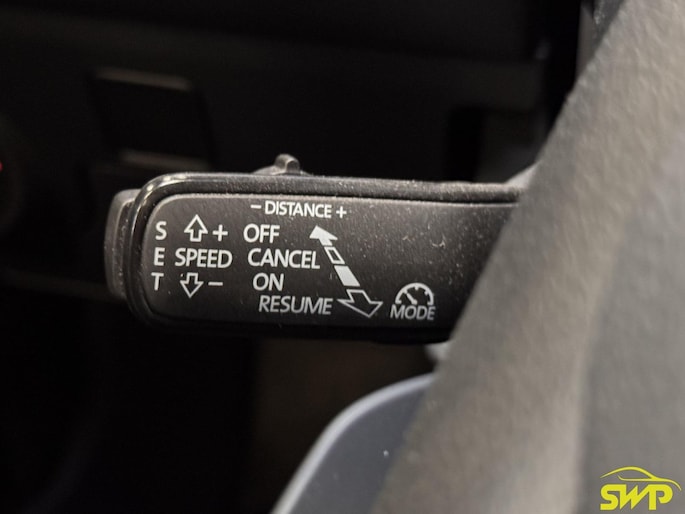 - DISTANCE +
S + OFF
E SPEED CANCEL
T - ON
RESUME
MODE
SWP